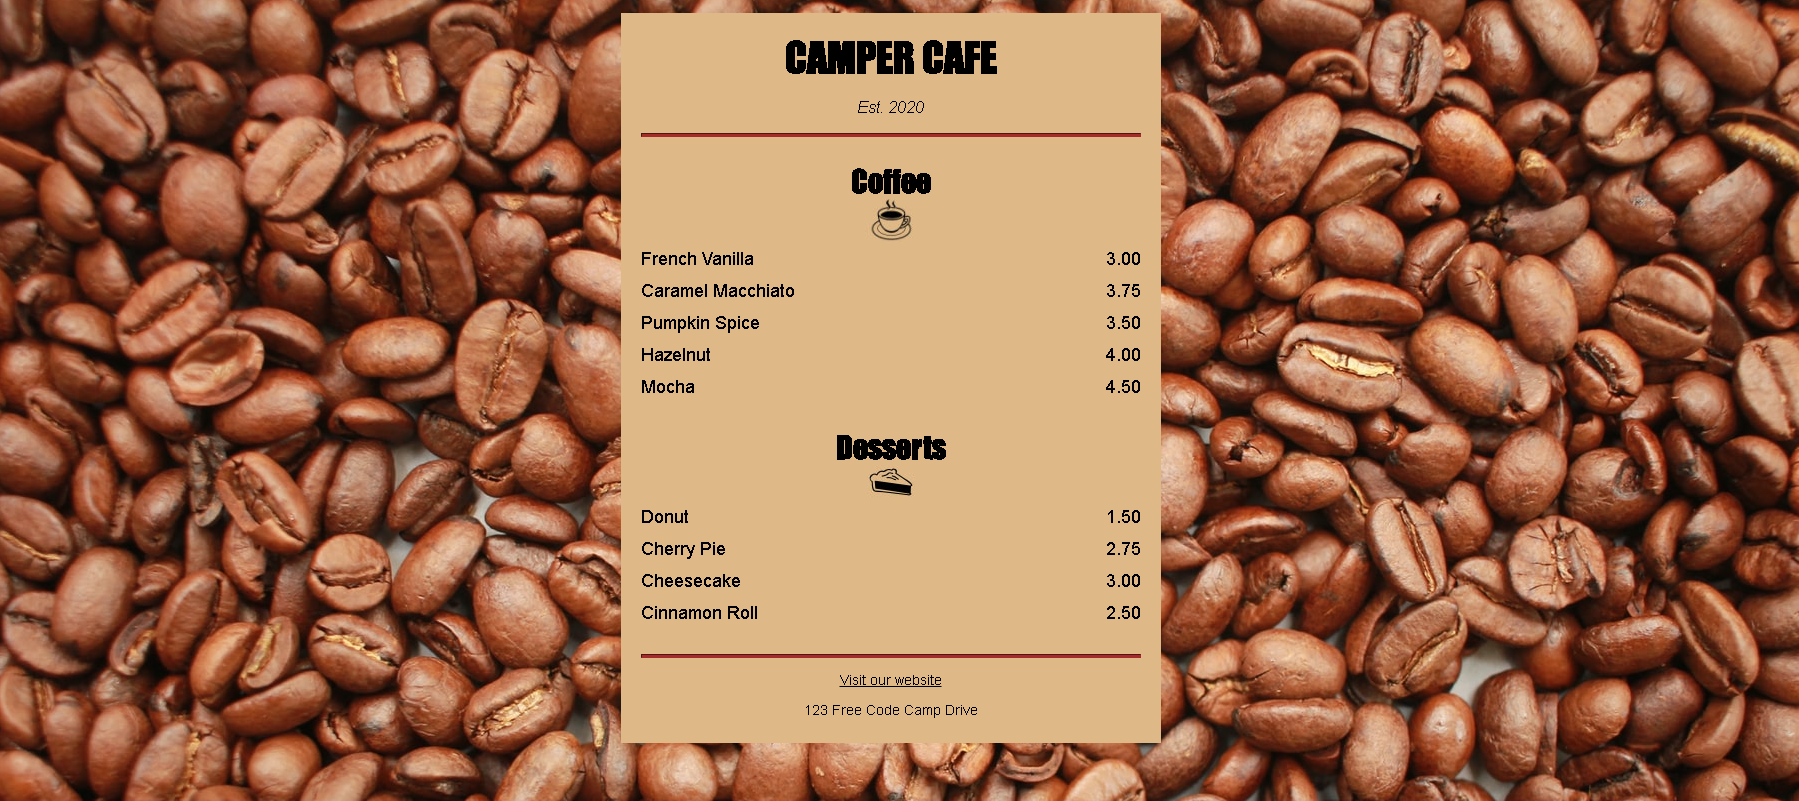 CAMPER CAFE
Est. 2020
Coffee
French Vanilla 3.00
Caramel Macchiato 3.75
Pumpkin Spice 3.50
Hazelnut 4.00
Mocha 4.50
Desserts
Donut 1.50
Cherry Pie 2.75
Cheesecake 3.00
Cinnamon Roll 2.50
Visit our website
123 Free Code Camp Drive